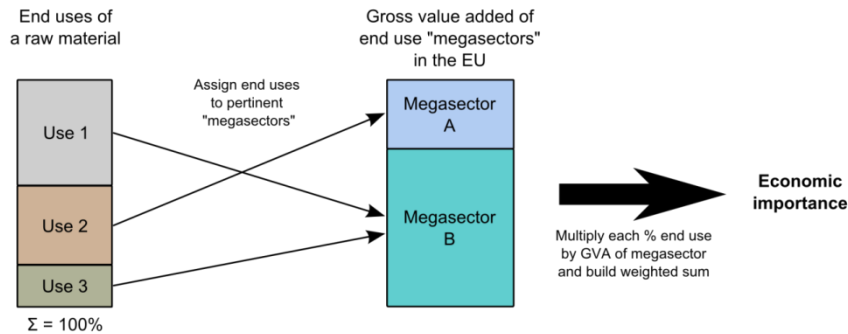 End uses of
a raw material
Use 1
Use 2
Use 3
Σ = 100%
Assign end uses
to pertinent
"megasectors"
Gross value added of
end use "megasectors"
in the EU
Megasector
A
Megasector
B
Multiply each % end use
by GVA of megasector
and build weighted sum
Economic
importance